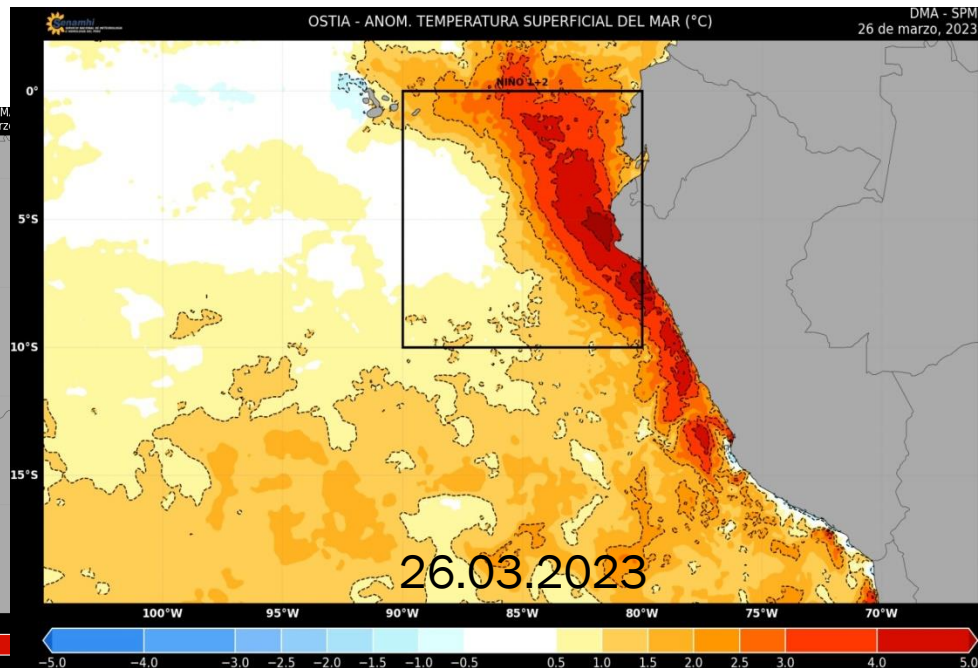 Senamhi
OSTIA - ANOM. TEMPERATURA SUPERFICIAL DEL MAR (°C)
DMA - SPM
26 de marzo, 2023
NIÑO 1+2
0°
5°S
10°S
15°S
26.03.2023
100°W 95°W 90°W 85°W 80°W 75°W 70°W
−5.0 −4.0 −3.0 −2.5 −2.0 −1.5 −1.0 −0.5 0.5 1.0 1.5 2.0 2.5 3.0 4.0 5.0